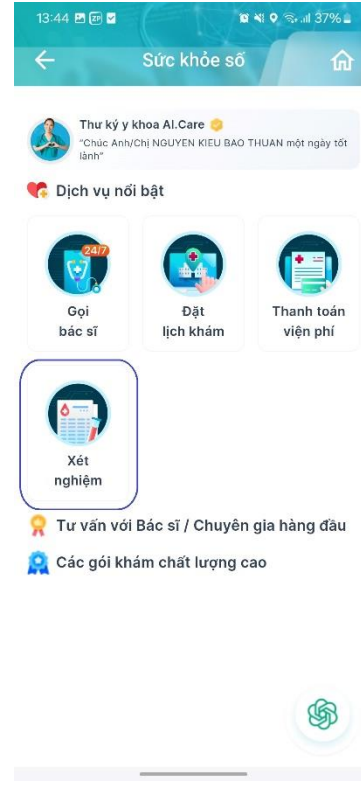 13:44 ZP 37%
Sức khỏe số
Thư ký y khoa AI.Care
"Chúc Anh/Chị NGUYEN KIEU BAO THUAN một ngày tốt
lành"
Dịch vụ nổi bật
24/7
Gọi
bác sĩ
Đặt
lịch khám
Thanh toán
viện phí
Xét
nghiệm
Tư vấn với Bác sĩ / Chuyên gia hàng đầu
Các gói khám chất lượng cao